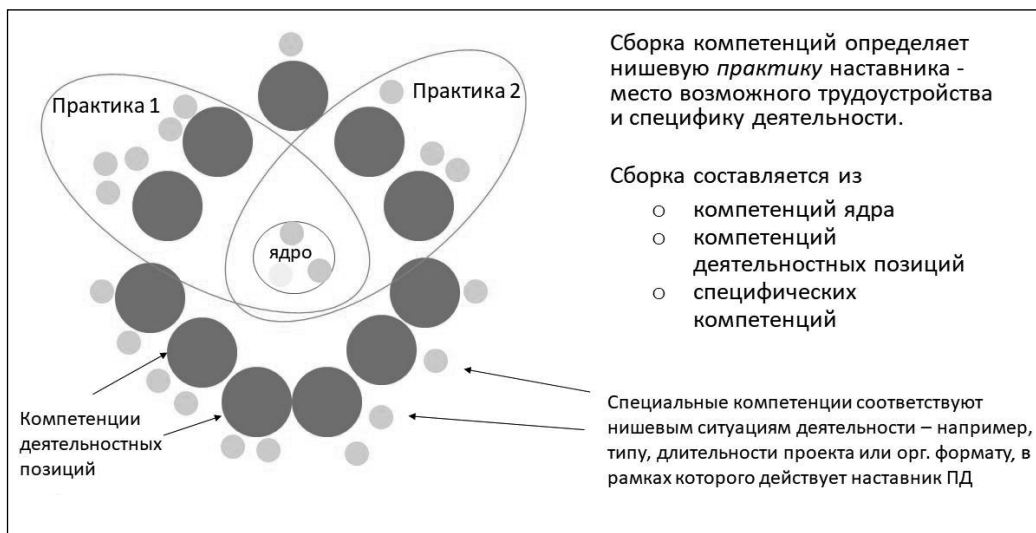 Практика 1
Практика 2
ядро
Компетенции
деятельностных
позиций
Сборка компетенций определяет
нишевую практику наставника -
место возможного трудоустройства
и специфику деятельности.
Сборка составляется из
o компетенций ядра
o компетенций
деятельностных позиций
o специфических
компетенций
Специальные компетенции соответствуют
нишевым ситуациям деятельности – например,
типу, длительности проекта или орг. формату, в
рамках которого действует наставник ПД